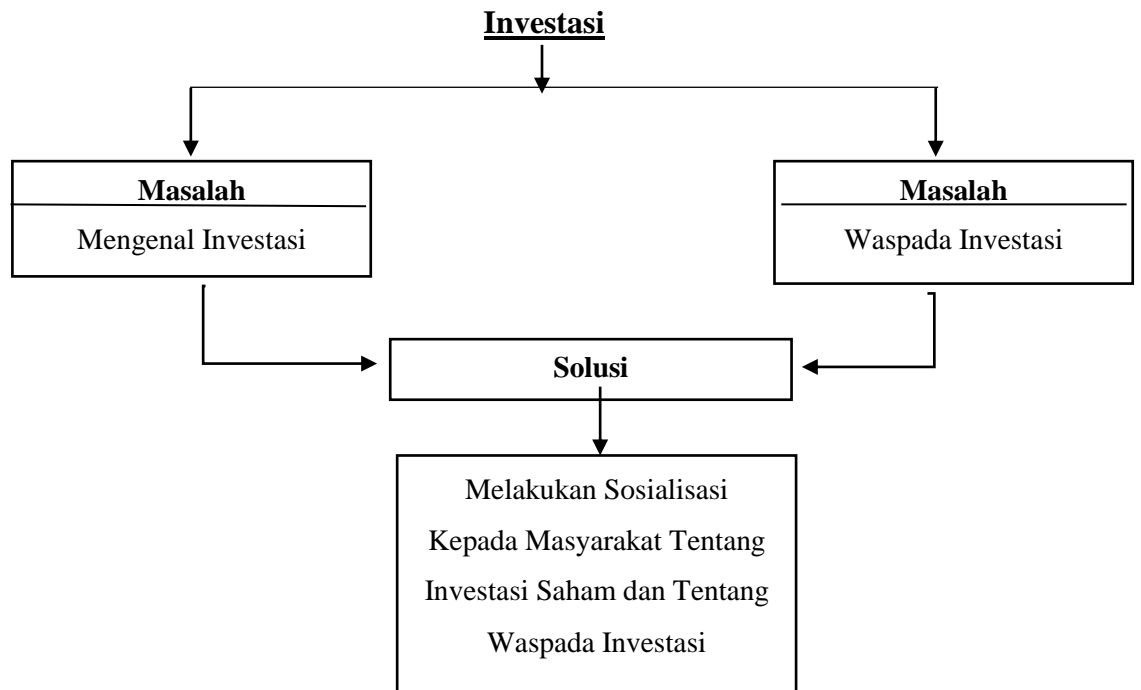 Investasi
Masalah
Mengenal Investasi
Masalah
Waspada Investasi
Solusi
Melakukan Sosialisasi
Kepada Masyarakat Tentang
Investasi Saham dan Tentang
Waspada Investasi